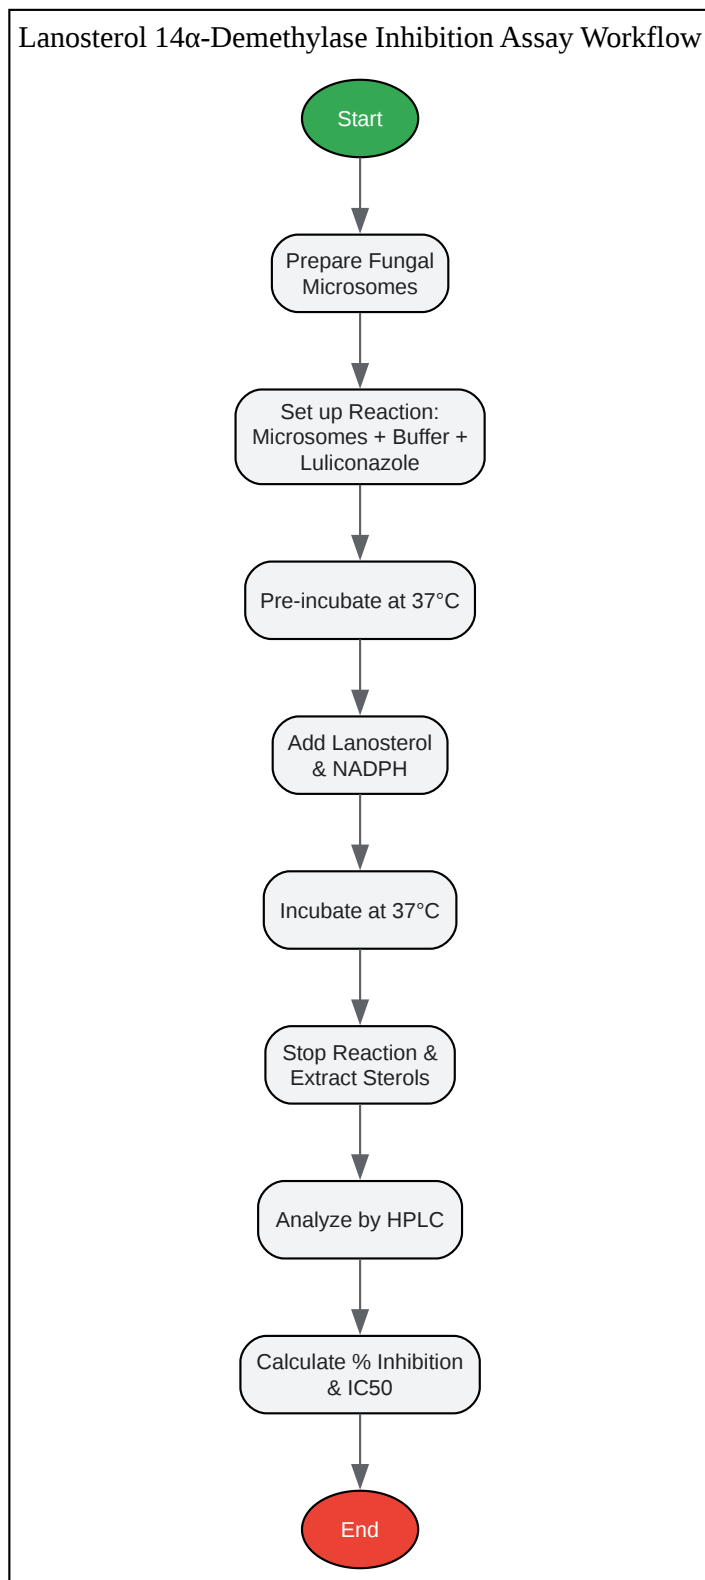 Lanosterol 14α-Demethylase Inhibition Assay Workflow
Start
Prepare Fungal
Microsomes
Set up Reaction:
Microsomes + Buffer +
Luliconazole
Pre-incubate at 37°C
Add Lanosterol
& NADPH
Incubate at 37°C
Stop Reaction &
Extract Sterols
Analyze by HPLC
Calculate % Inhibition
& IC50
End